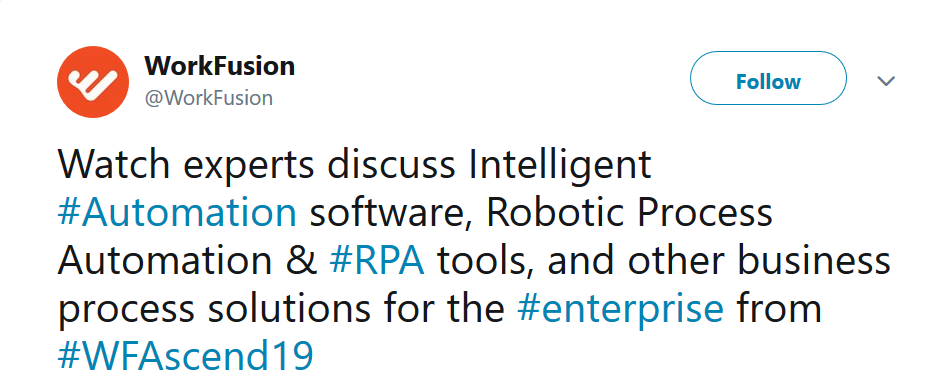 WorkFusion
@WorkFusion
Follow
Watch experts discuss Intelligent
#Automation software, Robotic Process
Automation & #RPA tools, and other business
process solutions for the #enterprise from
#WFAscend19